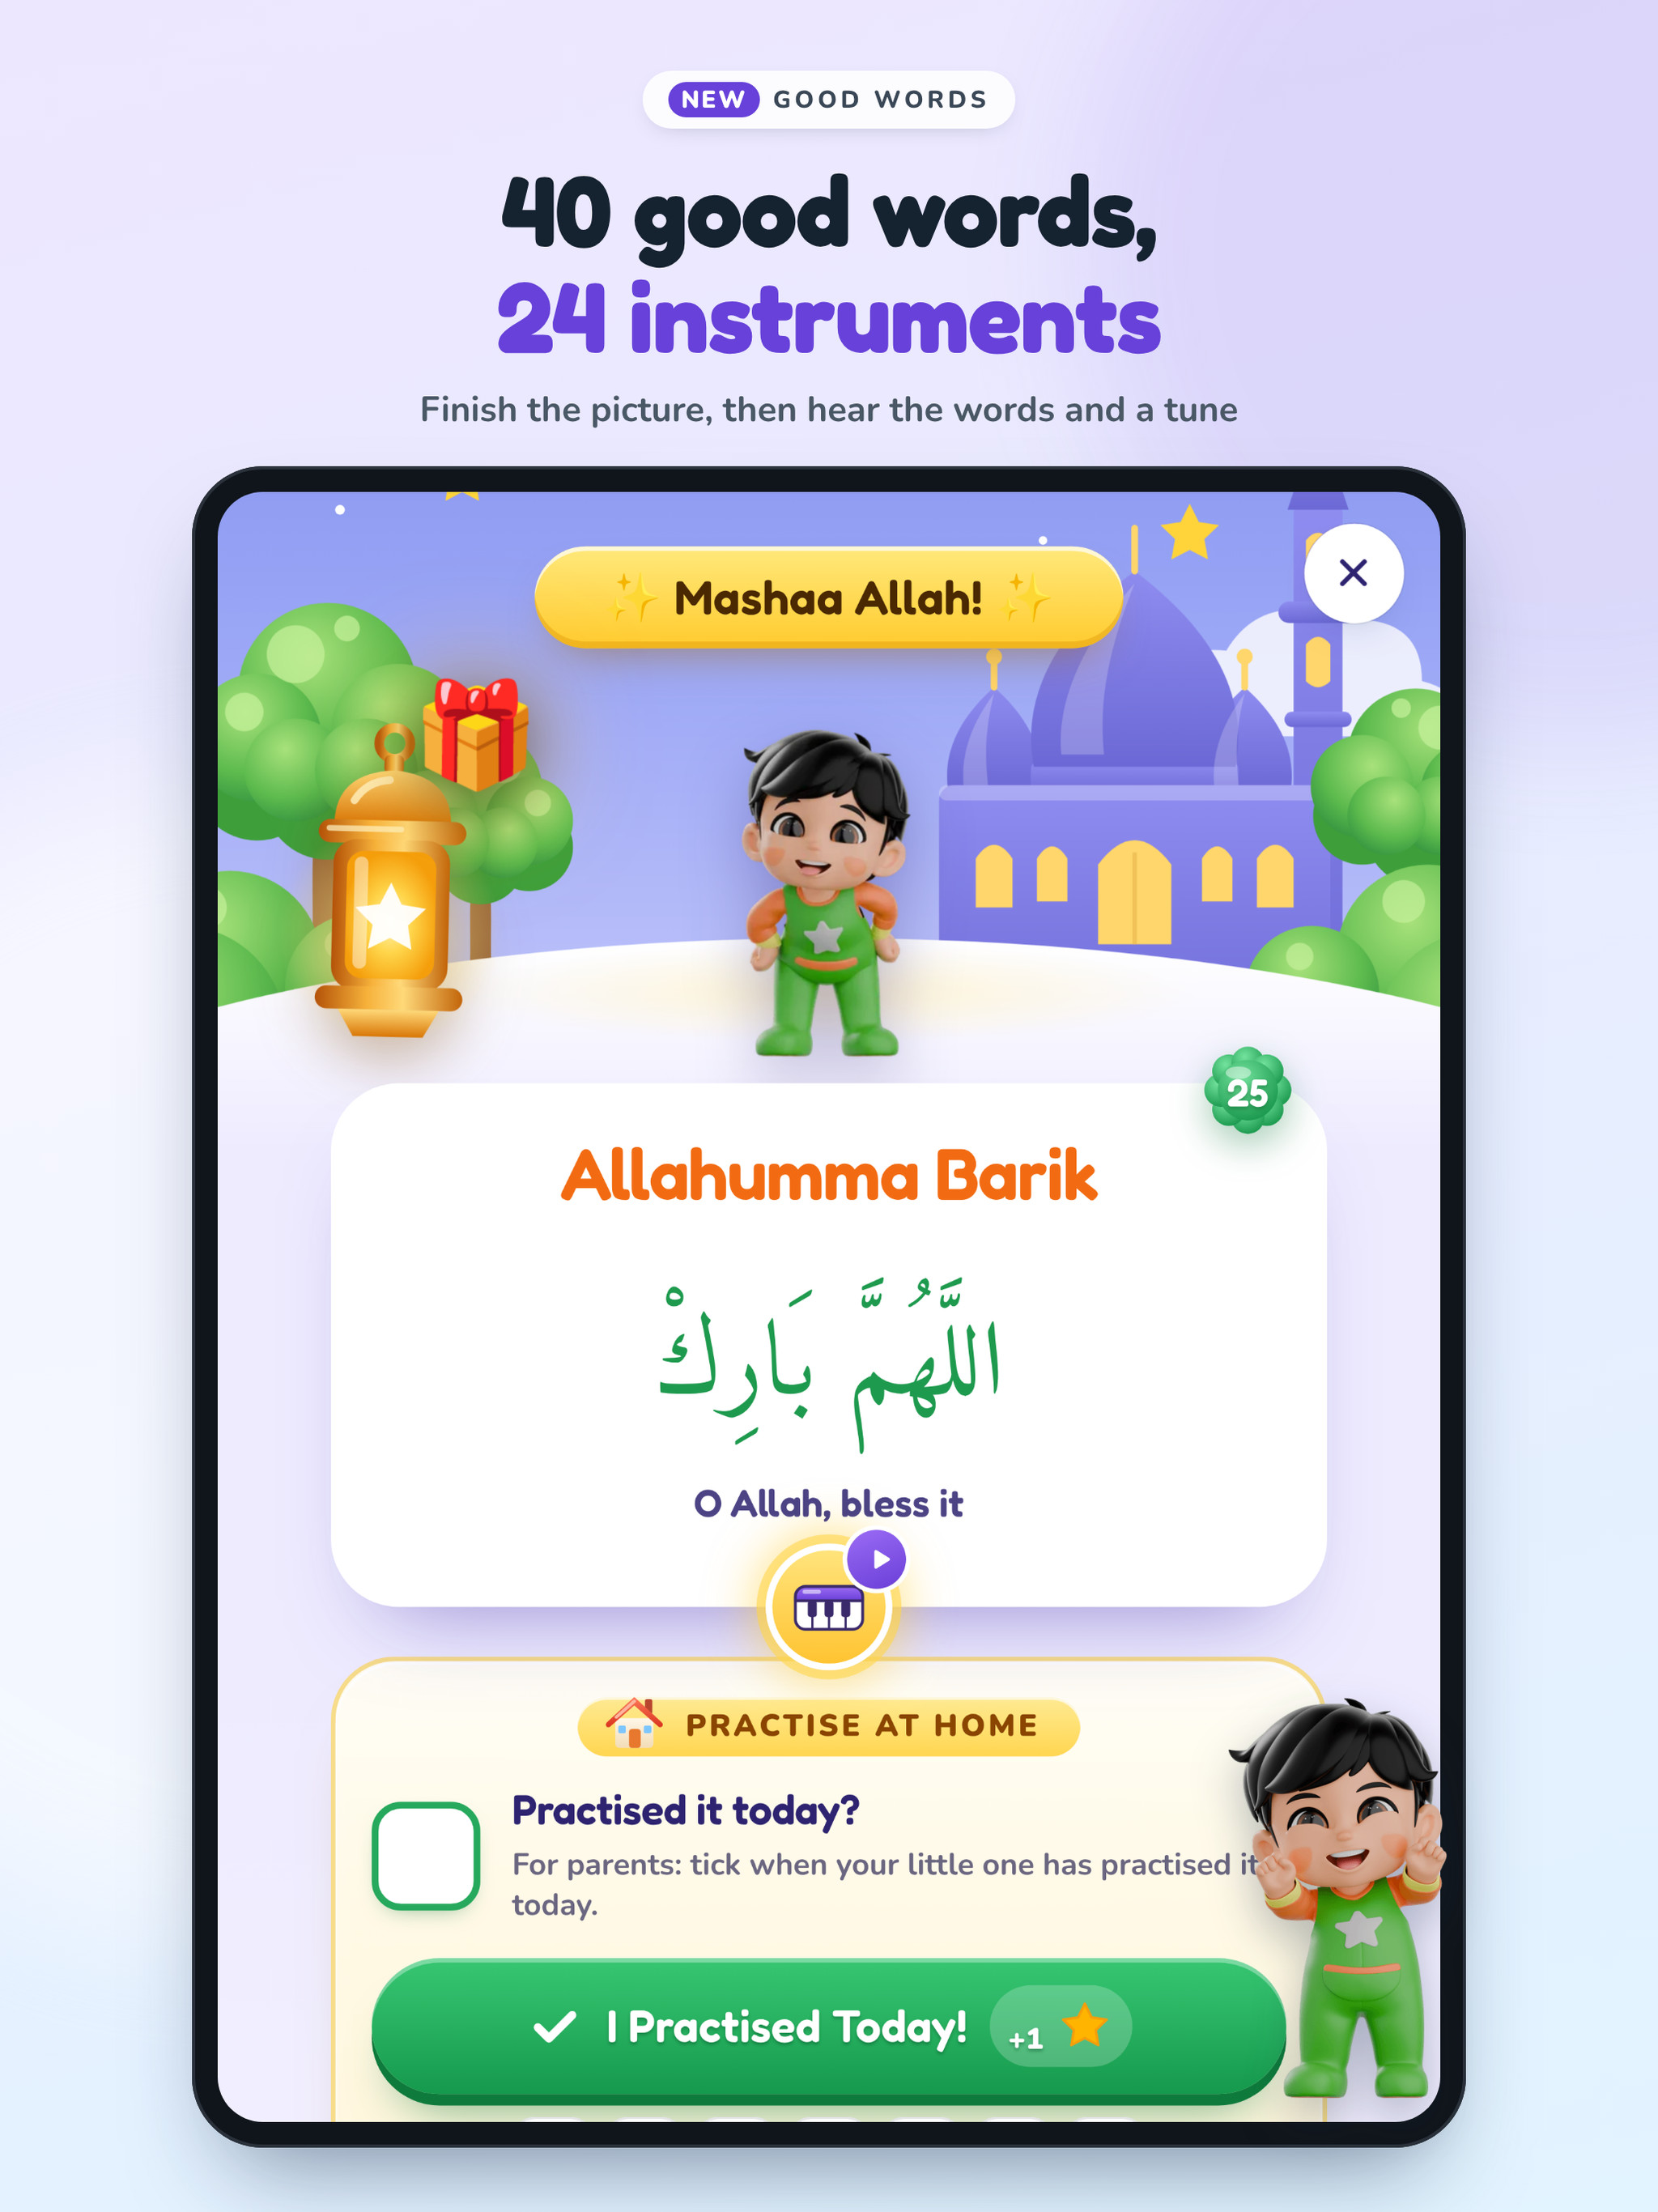 NEW GOOD WORDS
40 good words,
24 instruments
Finish the picture, then hear the words and a tune
Mashaa Allah!
25
Allahumma Barik
اللَّهُمَّ بَارِكْ
O Allah, bless it
PRACTISE AT HOME
Practised it today?
For parents: tick when your little one has practised it
today.
I Practised Today! +1